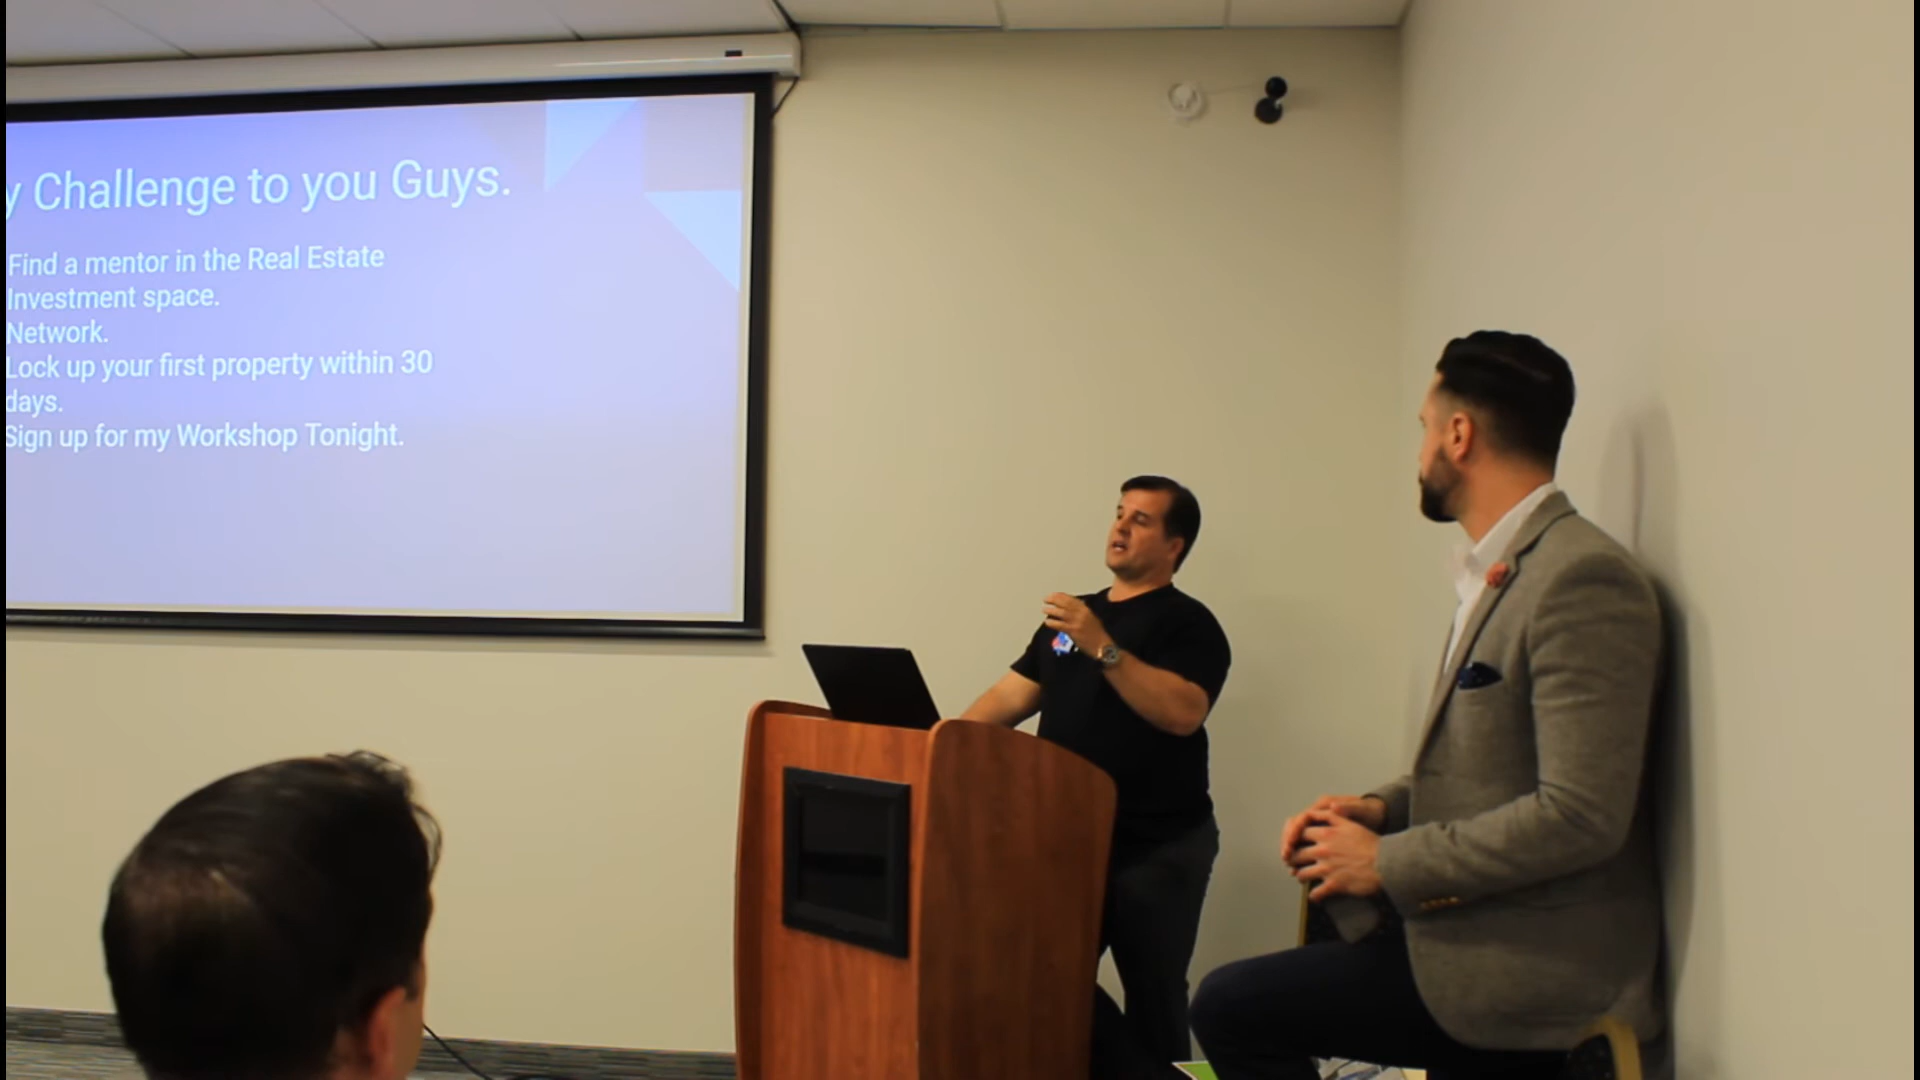 y Challenge to you Guys.
Find a mentor in the Real Estate
Investment space.
Network.
Lock up your first property within 30
days.
Sign up for my Workshop Tonight.